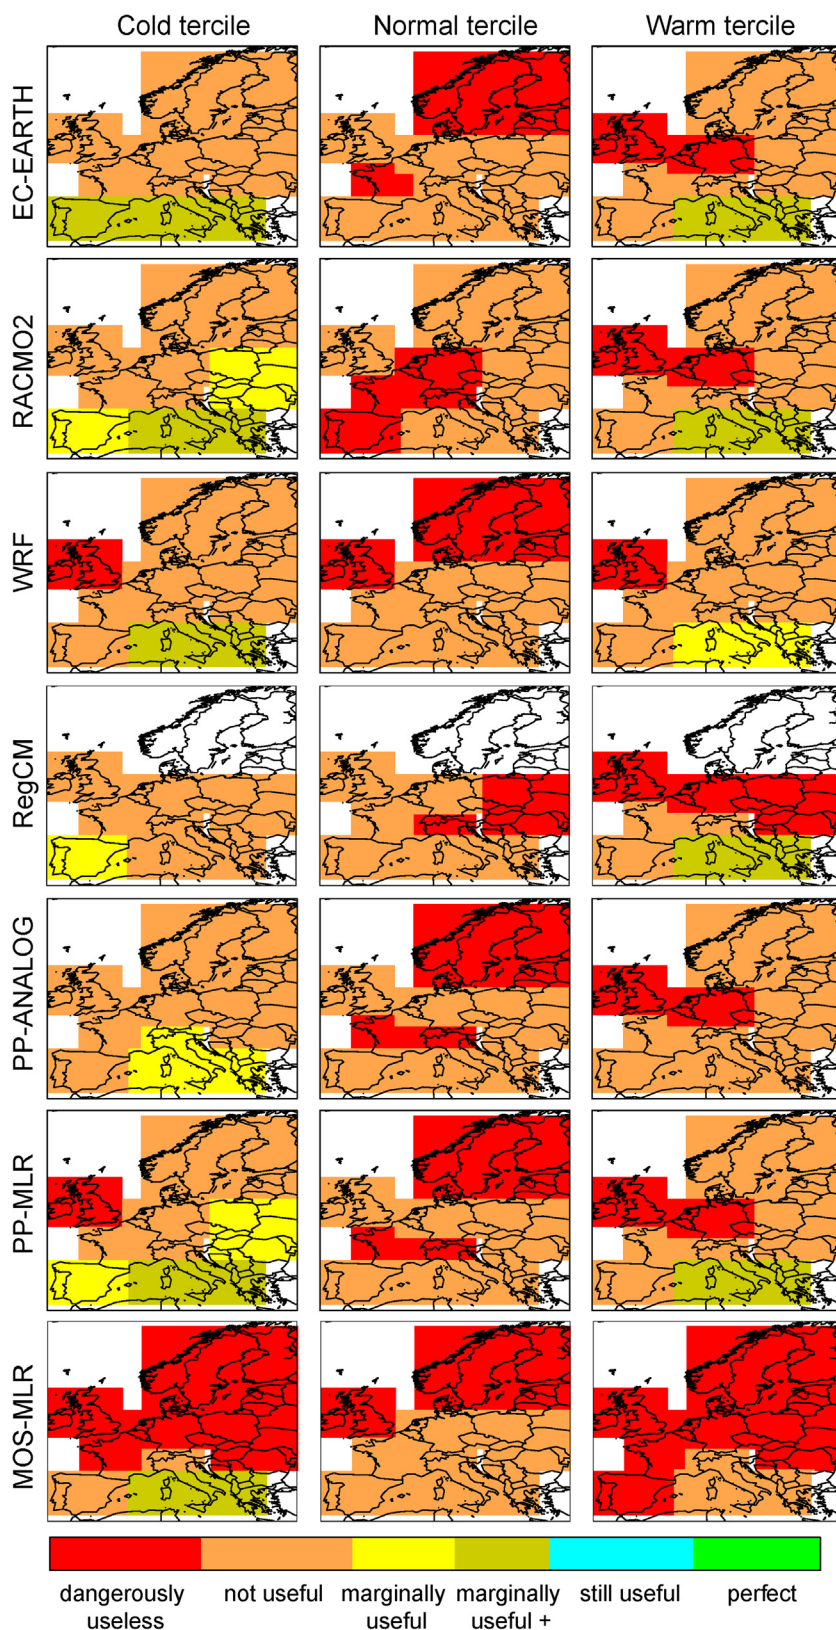 Cold tercile Normal tercile Warm tercile
EC-EARTH
RACMO2
WRF
RegCM
PP-ANALOG
PP-MLR
MOS-MLR
dangerously not useful marginally marginally still useful perfect
useless useful useful +